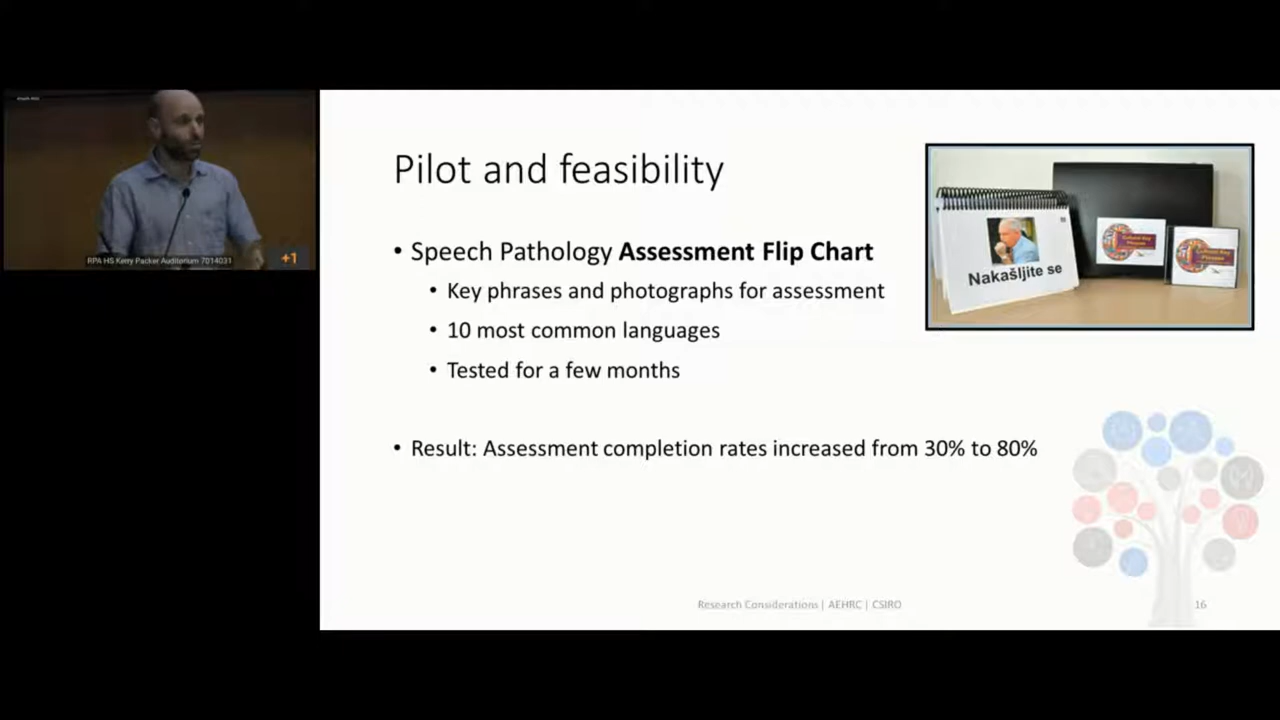 Pilot and feasibility
• Speech Pathology Assessment Flip Chart
• Key phrases and photographs for assessment
• 10 most common languages
• Tested for a few months
• Result: Assessment completion rates increased from 30% to 80%
Nakašljite se
RPA HS Kerry Packer Auditorium 7014031
+1
Research Considerations | AEHRC | CSIRO
16